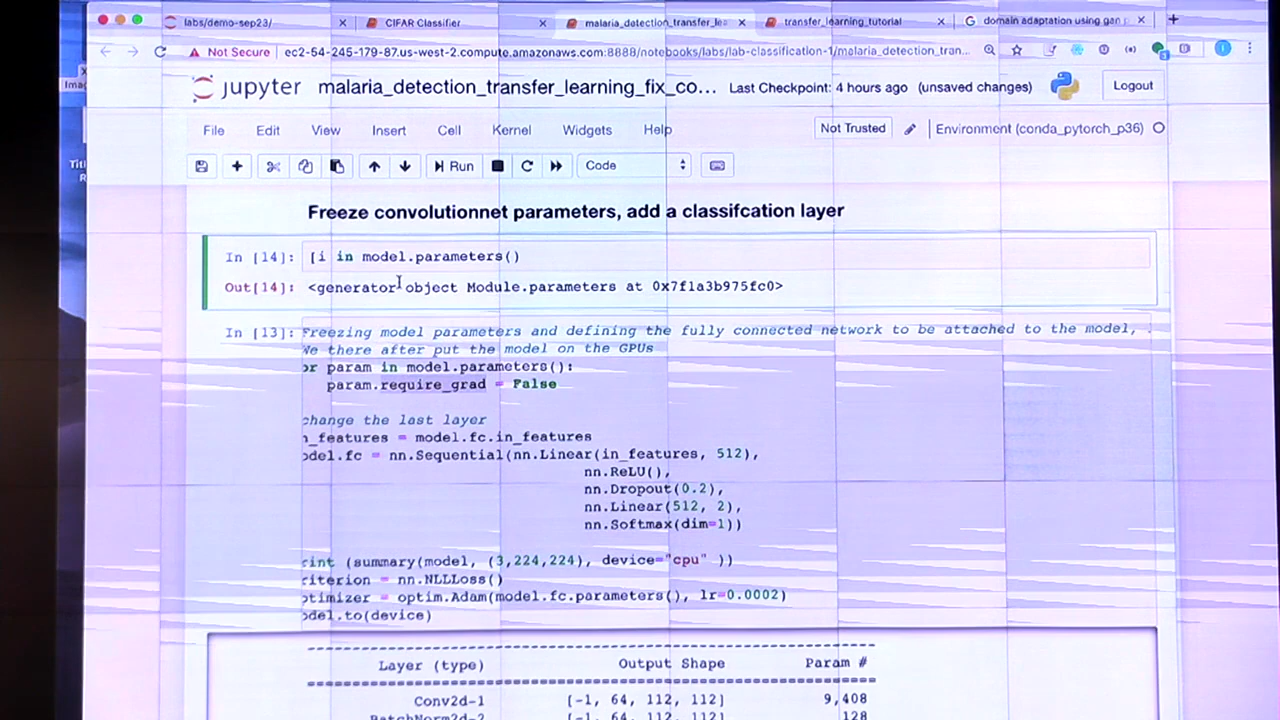 labs/demo-sep23/
CIFAR Classifier
malaria_detection_transfer_le
transfer_learning_tutorial
domain adaptation using gan
Not Secure
ec2-54-245-179-87.us-west-2.compute.amazonaws.com:8888/notebooks/labs/lab-classification-1/malaria_detection_tran...
jupyter
malaria_detection_transfer_learning_fix_co...
Last Checkpoint: 4 hours ago
(unsaved changes)
Logout
File
Edit
View
Insert
Cell
Kernel
Widgets
Help
Not Trusted
Environment (conda_pytorch_p36)
Run
Code
Freeze convolutionnet parameters, add a classifcation layer
In [14]: [i in model.parameters()
Out[14]: <generator object Module.parameters at 0x7f1a3b975fc0>
In [13]: Freezing model parameters and defining the fully connected network to be attached to the model,
We there after put the model on the GPUs
or param in model.parameters():
param.require_grad = False
change the last layer
n_features = model.fc.in_features
odel.fc = nn.Sequential(nn.Linear(in_features, 512),
nn.ReLU(),
nn.Dropout(0.2),
nn.Linear(512, 2),
nn.Softmax(dim=1))
rint (summary(model, (3,224,224), device="cpu" ))
riterion = nn.NLLLoss()
ptimizer = optim.Adam(model.fc.parameters(), lr=0.0002)
odel.to(device)
Layer (type)
Output Shape
Param #
Conv2d-1
[-1, 64, 112, 112]
9,408
BatchNorm2d-2
[-1, 64, 112, 112]
128